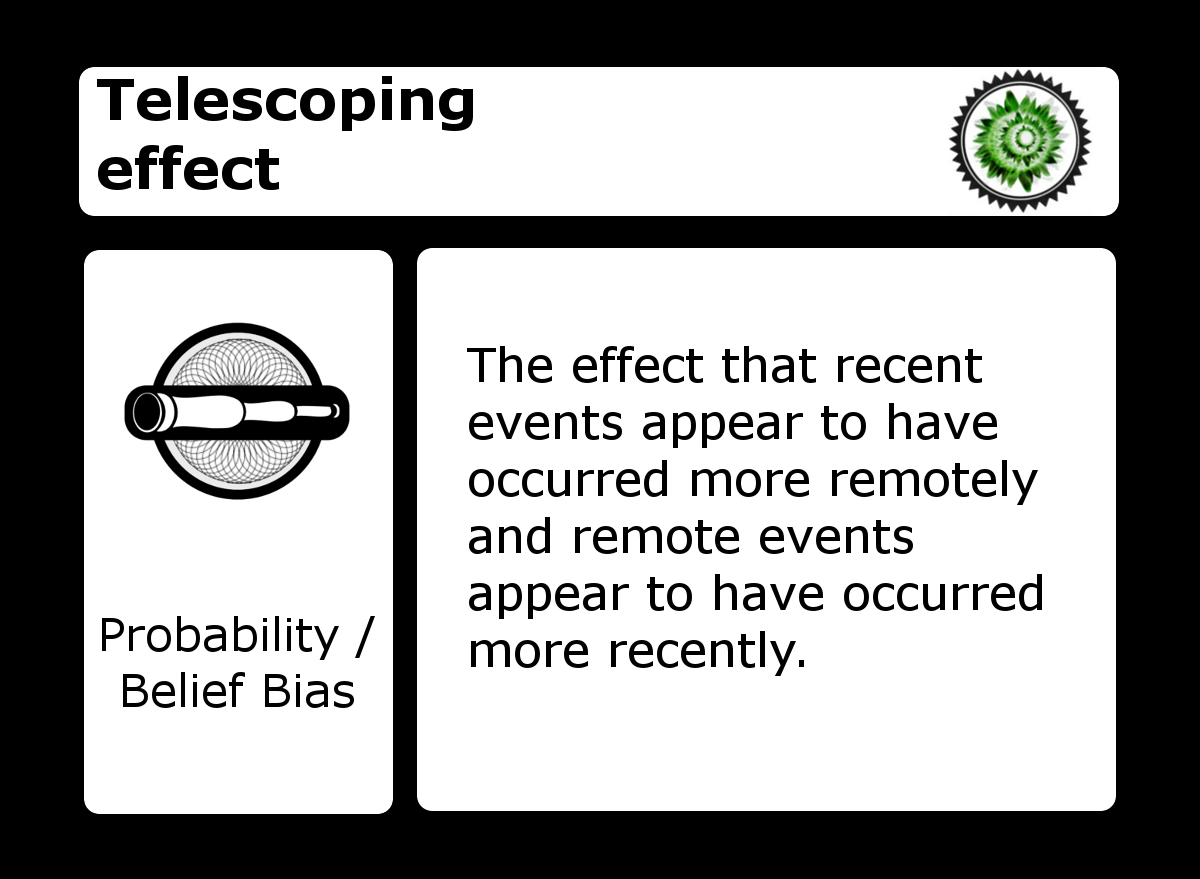 Telescoping
effect
Probability /
Belief Bias
The effect that recent
events appear to have
occurred more remotely
and remote events
appear to have occurred
more recently.